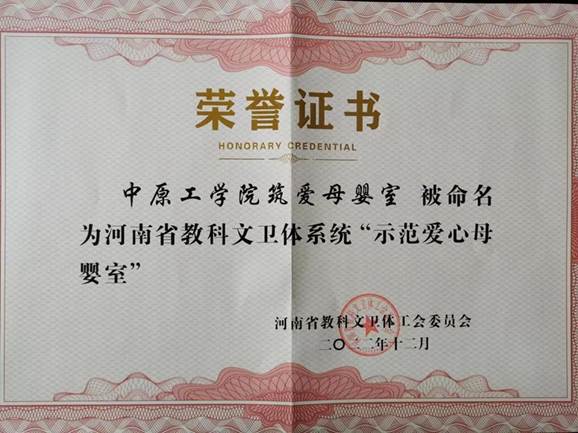 荣誉证书
HONORARY CREDENTIAL
中原工学院筑爱母婴室 被命名
为河南省教科文卫体系统“示范爱心母
婴室”
河南省教科文卫体工会委员会
二〇二二年十二月